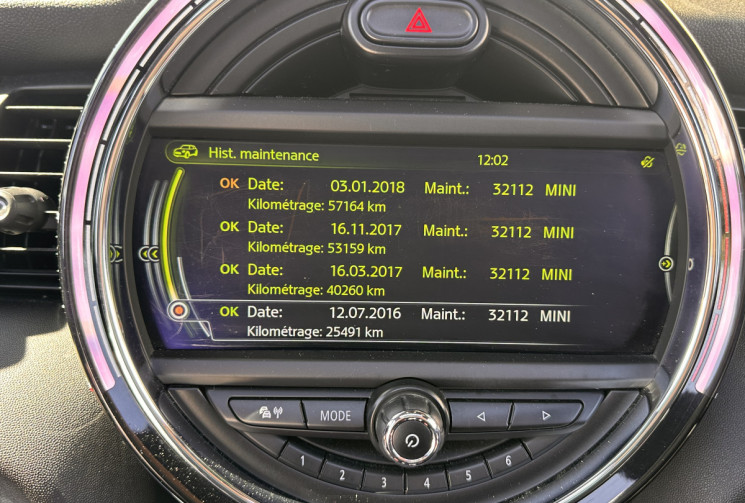 Hist. maintenance 12:02
OK Date: 03.01.2018 Maint.: 32112 MINI
Kilométrage: 57164 km
OK Date: 16.11.2017 Maint.: 32112 MINI
Kilométrage: 53159 km
OK Date: 16.03.2017 Maint.: 32112 MINI
Kilométrage: 40260 km
OK Date: 12.07.2016 Maint.: 32112 MINI
Kilométrage: 25491 km
MODE
1 2 3 4 5 6